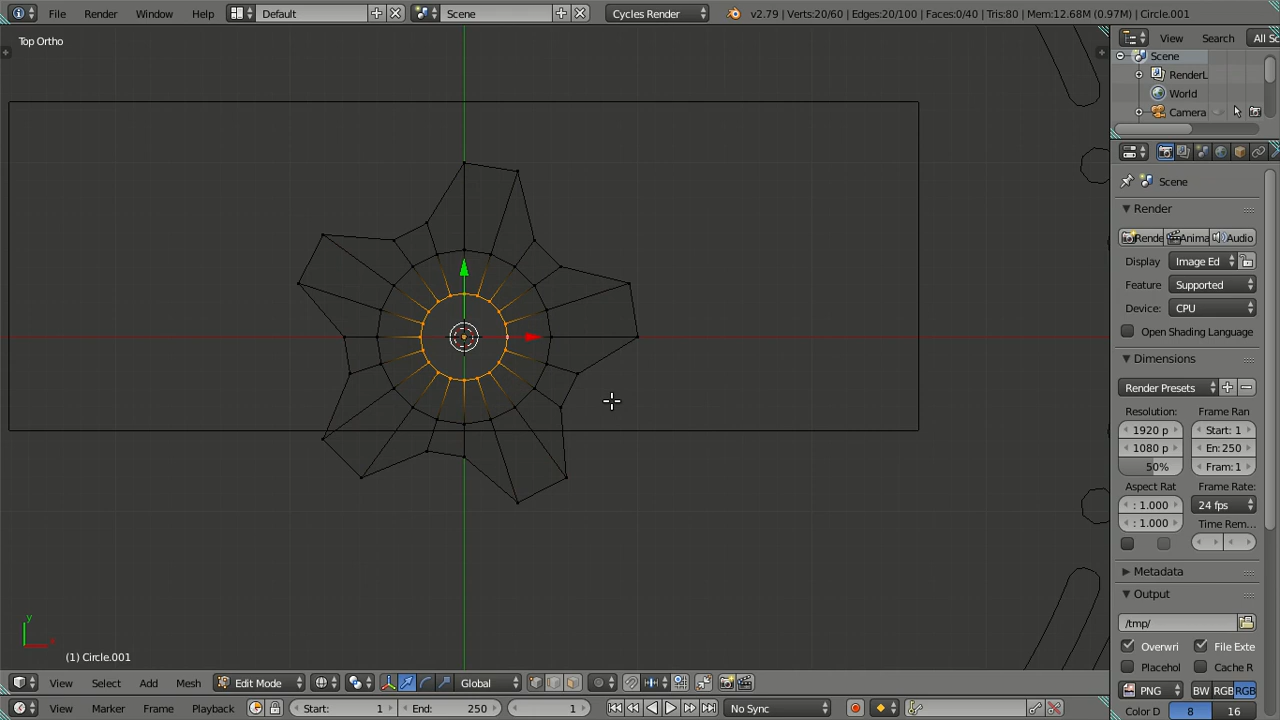 File Render Window Help Default Scene Cycles Render v2.79 | Verts:20/60 | Edges:20/100 | Faces:0/40 | Tris:80 | Mem:12.68M (0.97M) | Circle.001
Top Ortho
View Search All Sc
Scene
RenderL
World
Camera
Scene
Render
Rende Anima Audio
Display Image Ed
Feature Supported
Device: CPU
Open Shading Language
Dimensions
Render Presets
Resolution: Frame Ran
1920 p Start: 1
1080 p En: 250
50% Fram: 1
Aspect Rat Frame Rate:
: 1.000 24 fps
: 1.000 Time Rem...
Metadata
Output
/tmp/
Overwri File Exte
Placehol Cache R
PNG BW RGB RGB
Color D 8 16
y
x
(1) Circle.001
View Select Add Mesh Edit Mode Global
View Marker Frame Playback Start: 1 End: 250 1 No Sync